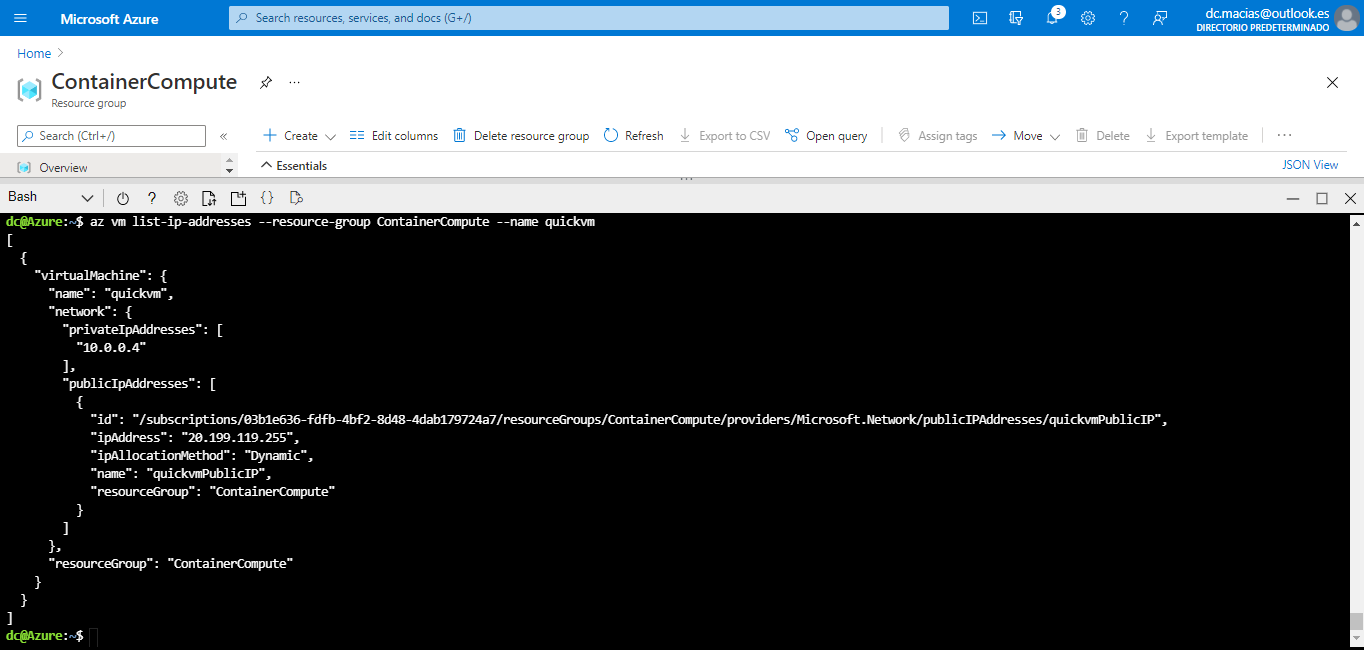 Microsoft Azure
Search resources, services, and docs (G+/)
3
dc.macias@outlook.es
DIRECTORIO PREDETERMINADO
Home
ContainerCompute
Resource group
Search (Ctrl+/)
Create
Edit columns
Delete resource group
Refresh
Export to CSV
Open query
Assign tags
Move
Delete
Export template
Overview
Essentials
JSON View
Bash
dc@Azure:~$ az vm list-ip-addresses --resource-group ContainerCompute --name quickvm
[
  {
    "virtualMachine": {
      "name": "quickvm",
      "network": {
        "privateIpAddresses": [
          "10.0.0.4"
        ],
        "publicIpAddresses": [
          {
            "id": "/subscriptions/03b1e636-fdfb-4bf2-8d48-4dab179724a7/resourceGroups/ContainerCompute/providers/Microsoft.Network/publicIPAddresses/quickvmPublicIP",
            "ipAddress": "20.199.119.255",
            "ipAllocationMethod": "Dynamic",
            "name": "quickvmPublicIP",
            "resourceGroup": "ContainerCompute"
          }
        ]
      },
      "resourceGroup": "ContainerCompute"
    }
  }
]
dc@Azure:~$